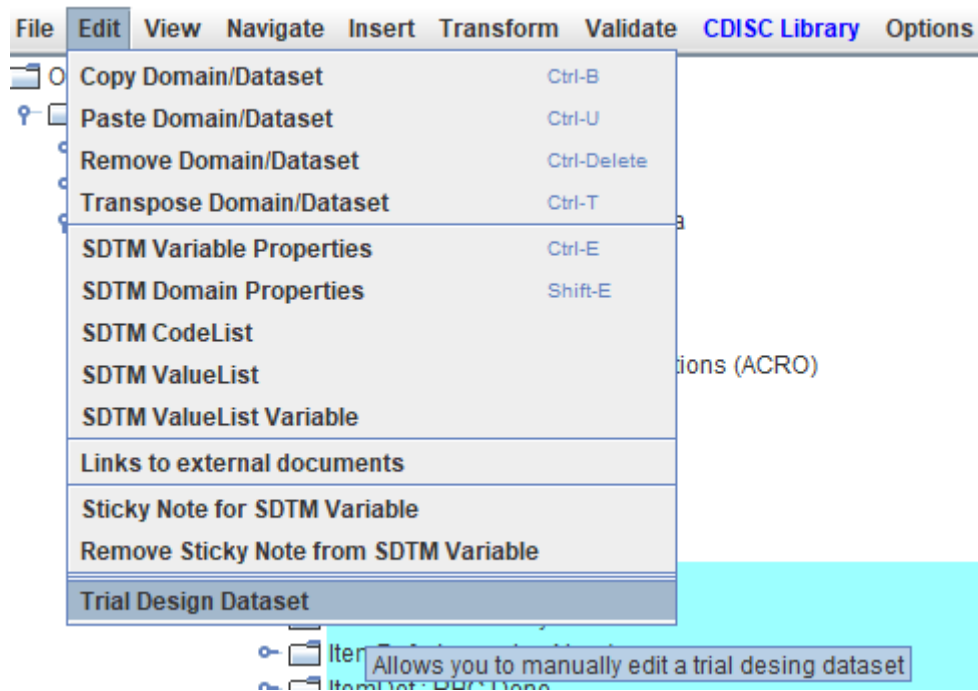 File Edit View Navigate Insert Transform Validate CDISC Library Options
Copy Domain/Dataset Ctrl-B
Paste Domain/Dataset Ctrl-U
Remove Domain/Dataset Ctrl-Delete
Transpose Domain/Dataset Ctrl-T
SDTM Variable Properties Ctrl-E
SDTM Domain Properties Shift-E
SDTM CodeList
SDTM ValueList
tions (ACRO)
SDTM ValueList Variable
Links to external documents
Sticky Note for SDTM Variable
Remove Sticky Note from SDTM Variable
Trial Design Dataset
Allows you to manually edit a trial desing dataset